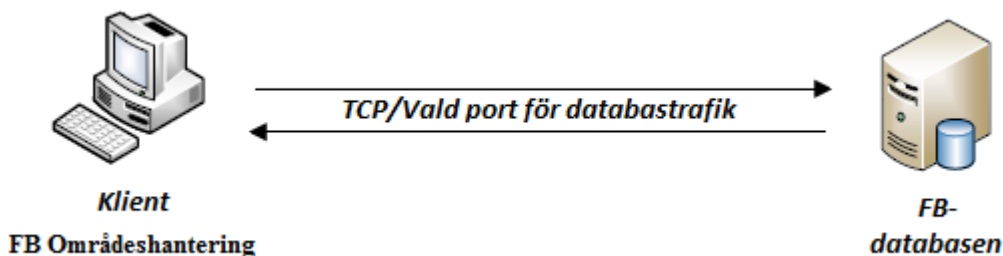 TCP/Vald port för databastrafik
Klient
FB Områdeshantering
FB-
databasen